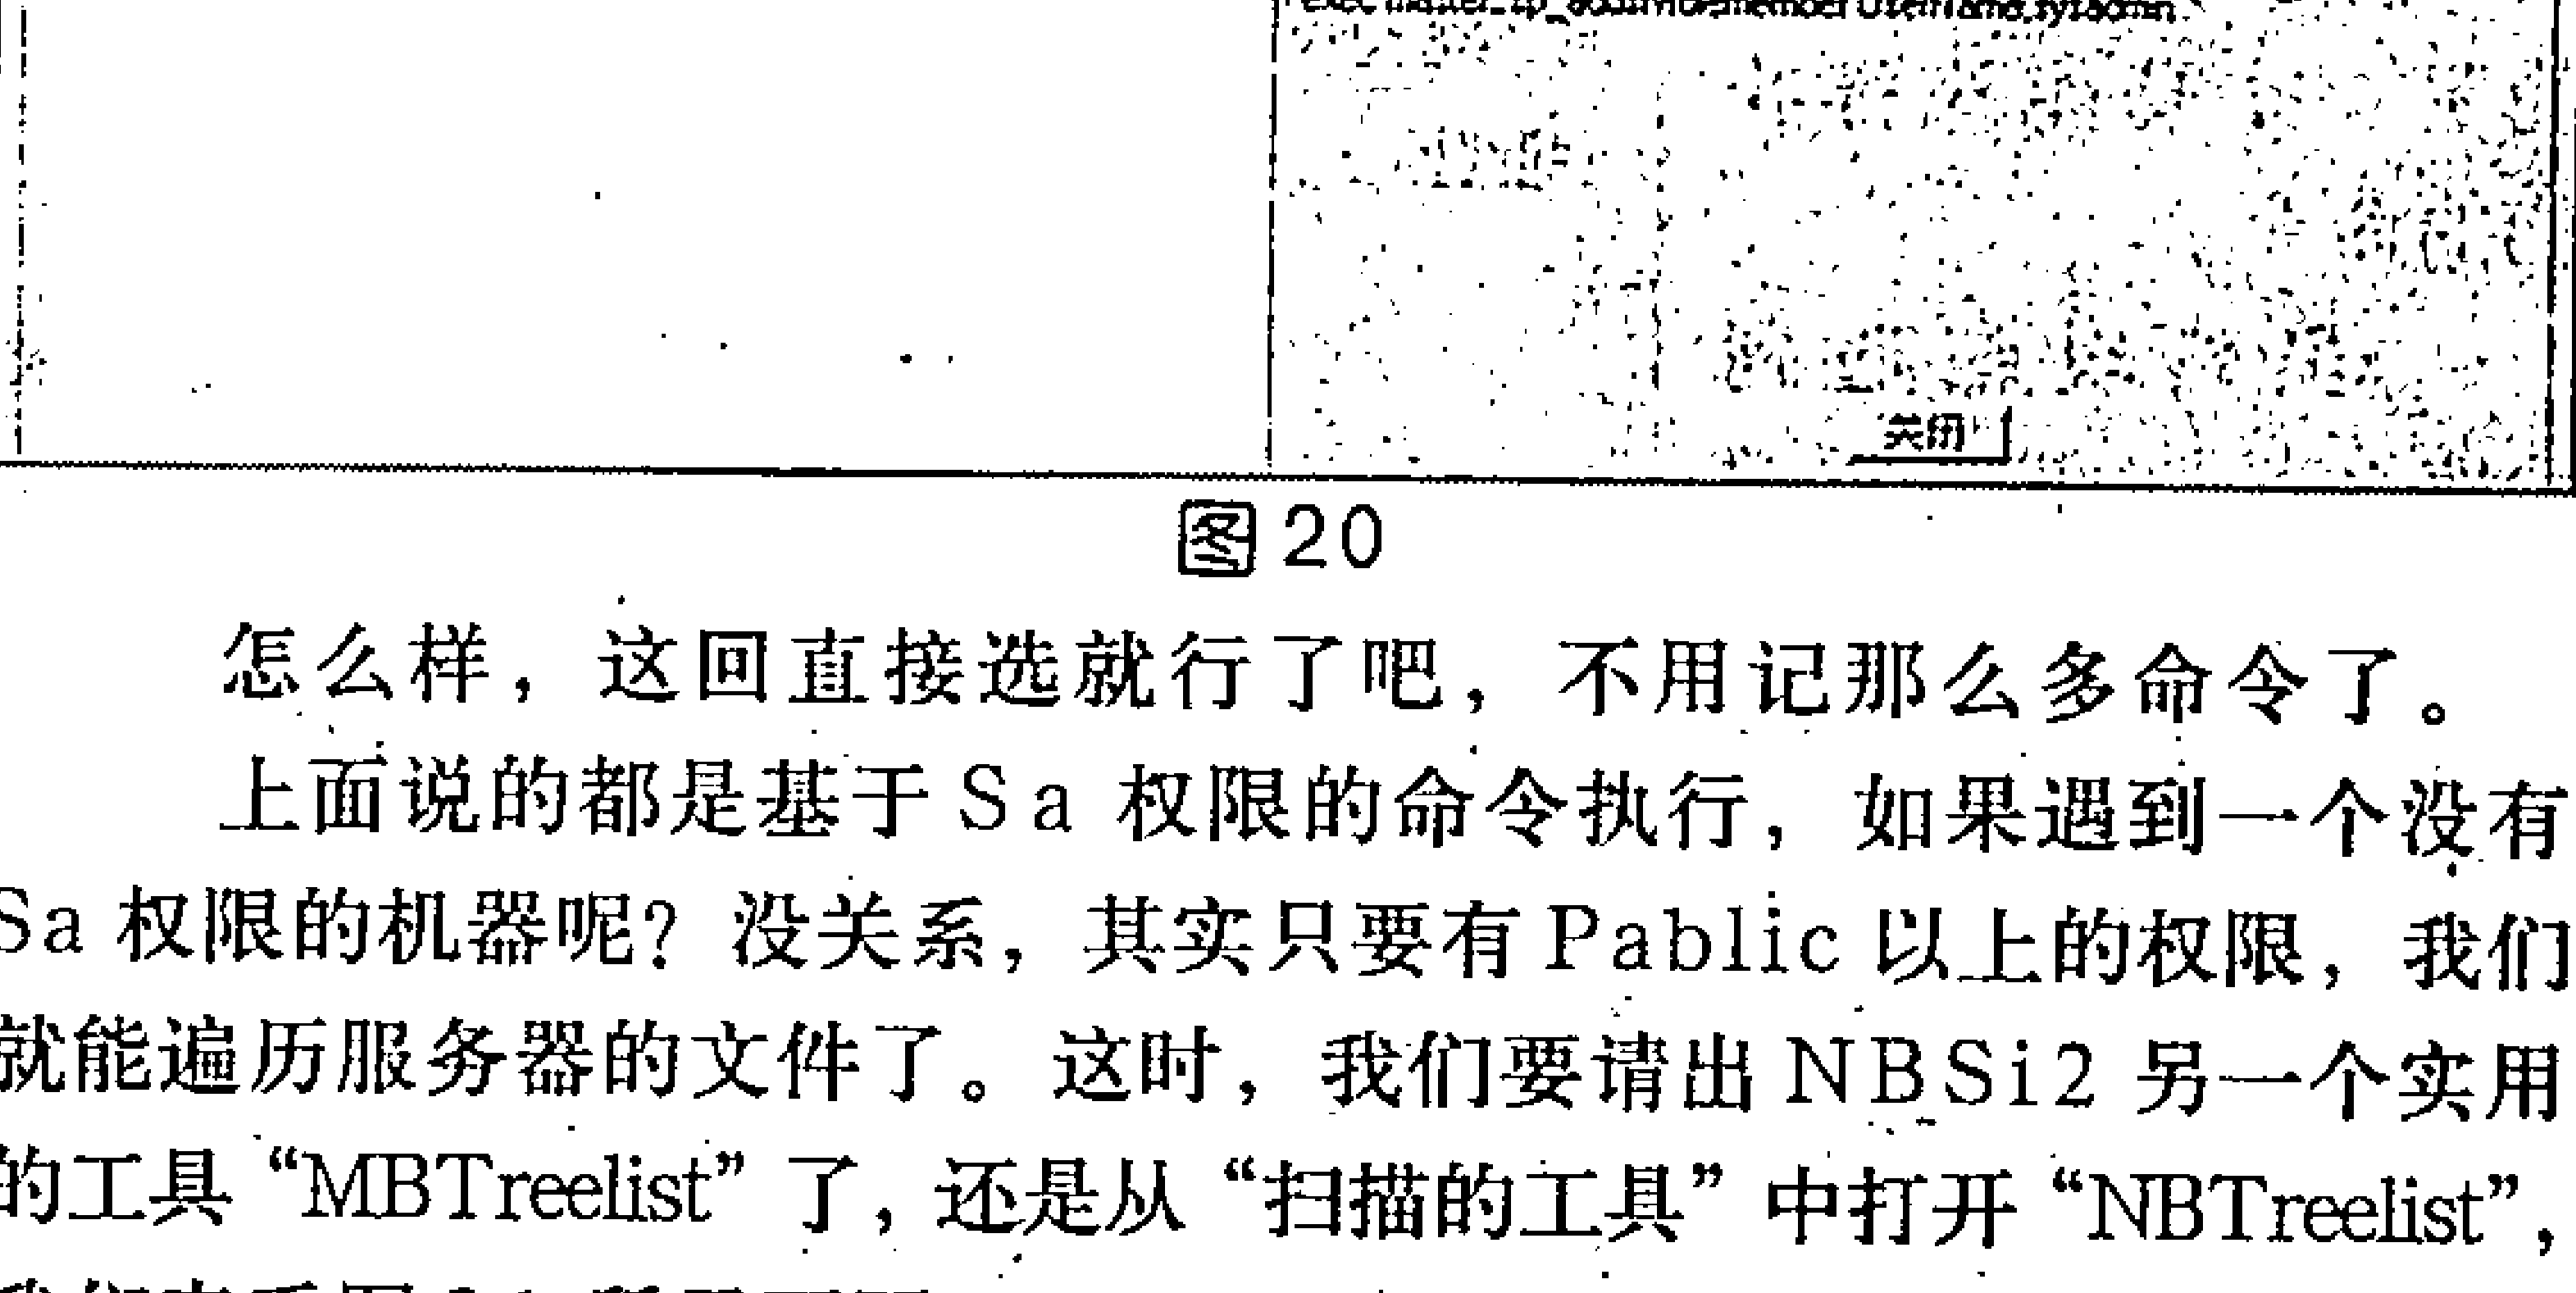 关闭
图20
怎么样，这回直接选就行了吧，不用记那么多命令了。
上面说的都是基于Sa 权限的命令执行，如果遇到一个没有
Sa 权限的机器呢？没关系，其实只要有Pablic 以上的权限，我们
就能遍历服务器的文件了。这时，我们要请出NBSi2 另一个实用
的工具“MBTreelist”了，还是从“扫描的工具”中打开“NBTreelist”，